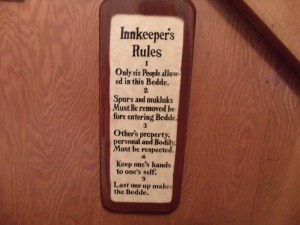 Innkeeper's
Rules
1
Only six People allow-
ed in this Bedde.
2
Spurs and mukluks
Must Be removed be-
fore entering Bedde.
3
Other's property,
personal and Bodily,
Must be respected.
4
Keep one's hands
to one's self.
5
Last one up makes
the Bedde.